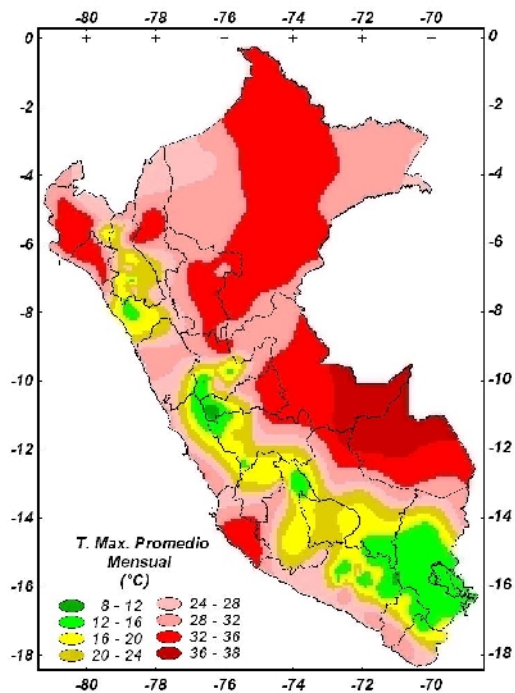 -80 -78 -76 -74 -72 -70
0 0
-2 -2
-4 -4
-6 -6
-8 -8
-10 -10
-12 -12
-14 -14
-16 -16
-18 -18
T. Max. Promedio
Mensual
(°C)
8 - 12 24 - 28
12 - 16 28 - 32
16 - 20 32 - 36
20 - 24 36 - 38
-80 -78 -76 -74 -72 -70